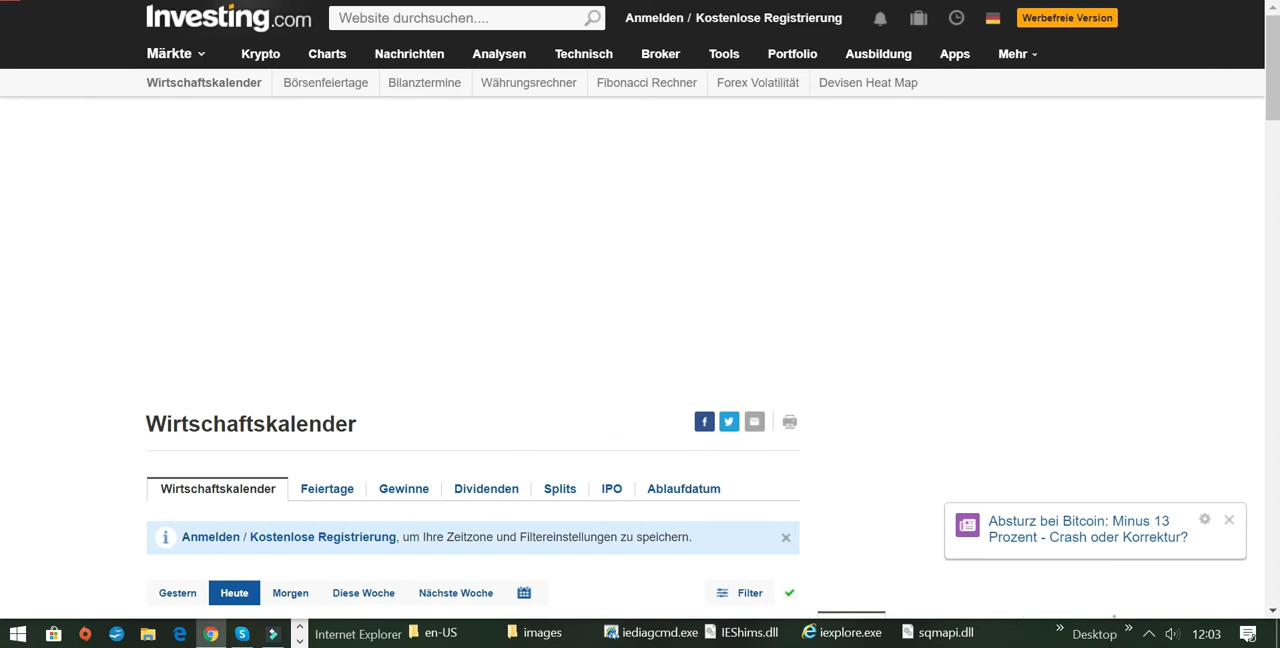 Investing.com Website durchsuchen.... Anmelden / Kostenlose Registrierung Werbefreie Version
Märkte Krypto Charts Nachrichten Analysen Technisch Broker Tools Portfolio Ausbildung Apps Mehr
Wirtschaftskalender Börsenfeiertage Bilanztermine Währungsrechner Fibonacci Rechner Forex Volatilität Devisen Heat Map
Wirtschaftskalender
Wirtschaftskalender Feiertage Gewinne Dividenden Splits IPO Ablaufdatum
Anmelden / Kostenlose Registrierung, um Ihre Zeitzone und Filtereinstellungen zu speichern.
Absturz bei Bitcoin: Minus 13
Prozent - Crash oder Korrektur?
Gestern Heute Morgen Diese Woche Nächste Woche Filter
Internet Explorer en-US images iediagcmd.exe IEShims.dll iexplore.exe sqmapi.dll Desktop 12:03